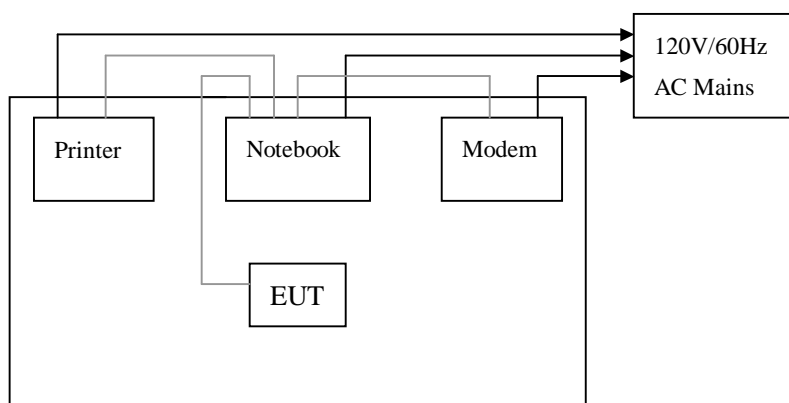 120V/60Hz
AC Mains
Printer
Notebook
Modem
EUT